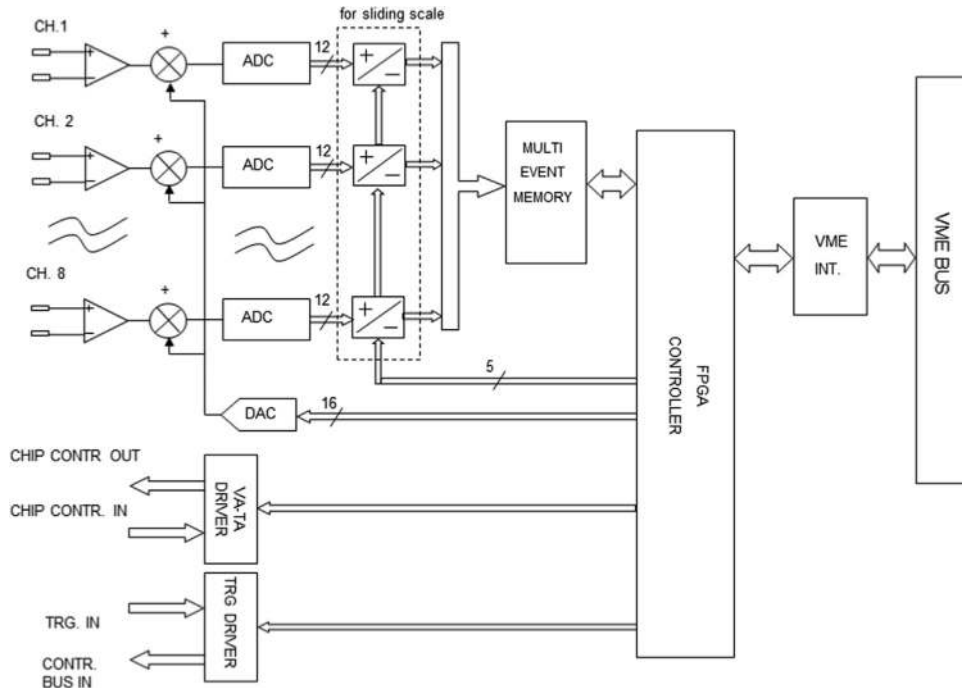 for sliding scale
CH.1
+
+
−
ADC
12
+
−
CH. 2
+
+
−
ADC
12
+
−
MULTI
EVENT
MEMORY
VME
INT.
VME BUS
CH. 8
+
+
−
ADC
12
+
−
5
FPGA
CONTROLLER
DAC
16
CHIP CONTR OUT
CHIP CONTR. IN
VA-TA
DRIVER
TRG. IN
CONTR.
BUS IN
TRG DRIVER